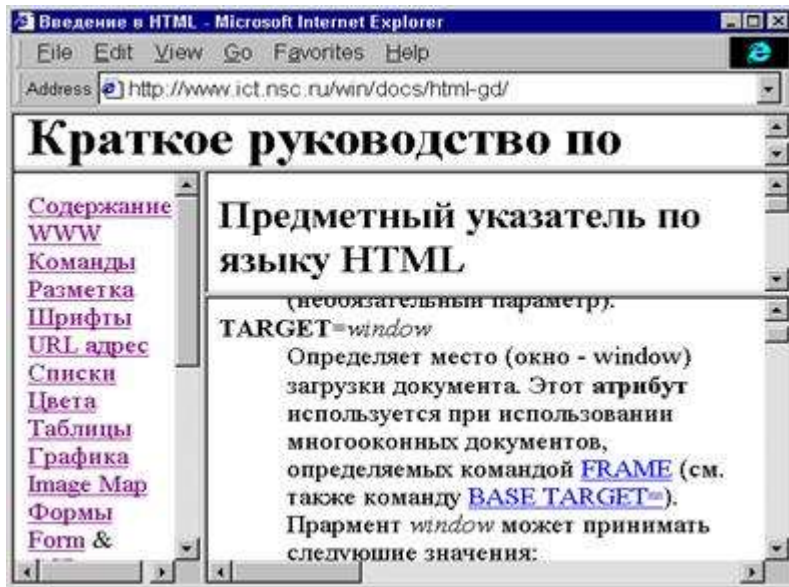 Введение в HTML - Microsoft Internet Explorer
File Edit View Go Favorites Help
Address http://www.ict.nsc.ru/win/docs/html-gd/
Краткое руководство по
Содержание
WWW
Команды
Разметка
Шрифты
URL адрес
Списки
Цвета
Таблицы
Графика
Image Map
Формы
Form &
Предметный указатель по
языку HTML
(необязательный параметр).
TARGET=window
Определяет место (окно - window)
загрузки документа. Этот атрибут
используется при использовании
многооконных документов,
определяемых командой FRAME (см.
также команду BASE TARGET=).
Прармент window может принимать
следующие значения: